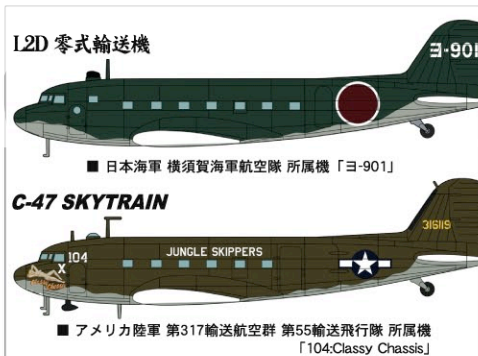 L2D 零式輸送機
ヨ-901
■ 日本海軍 横須賀海軍航空隊 所属機「ヨ-901」
C-47 SKYTRAIN
316119
104
X
JUNGLE SKIPPERS
■ アメリカ陸軍 第317輸送航空群 第55輸送飛行隊 所属機
「104:Classy Chassis」